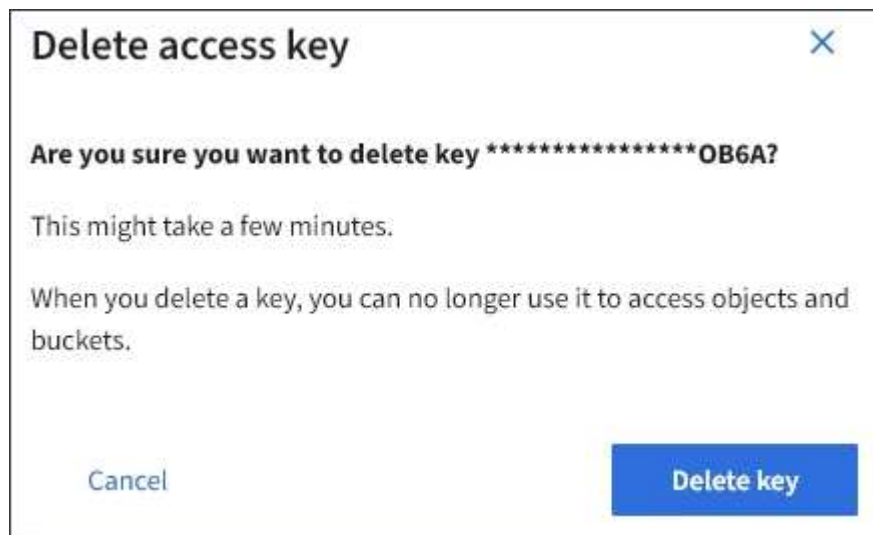 Delete access key
Are you sure you want to delete key ****************OB6A?
This might take a few minutes.
When you delete a key, you can no longer use it to access objects and
buckets.
Cancel
Delete key